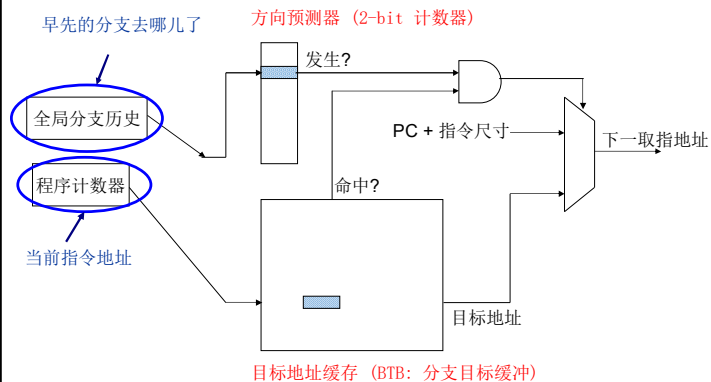 早先的分支去哪儿了
方向预测器 (2-bit 计数器)
发生?
全局分支历史
PC + 指令尺寸
下一取指地址
程序计数器
命中?
当前指令地址
目标地址
目标地址缓存 (BTB: 分支目标缓冲)